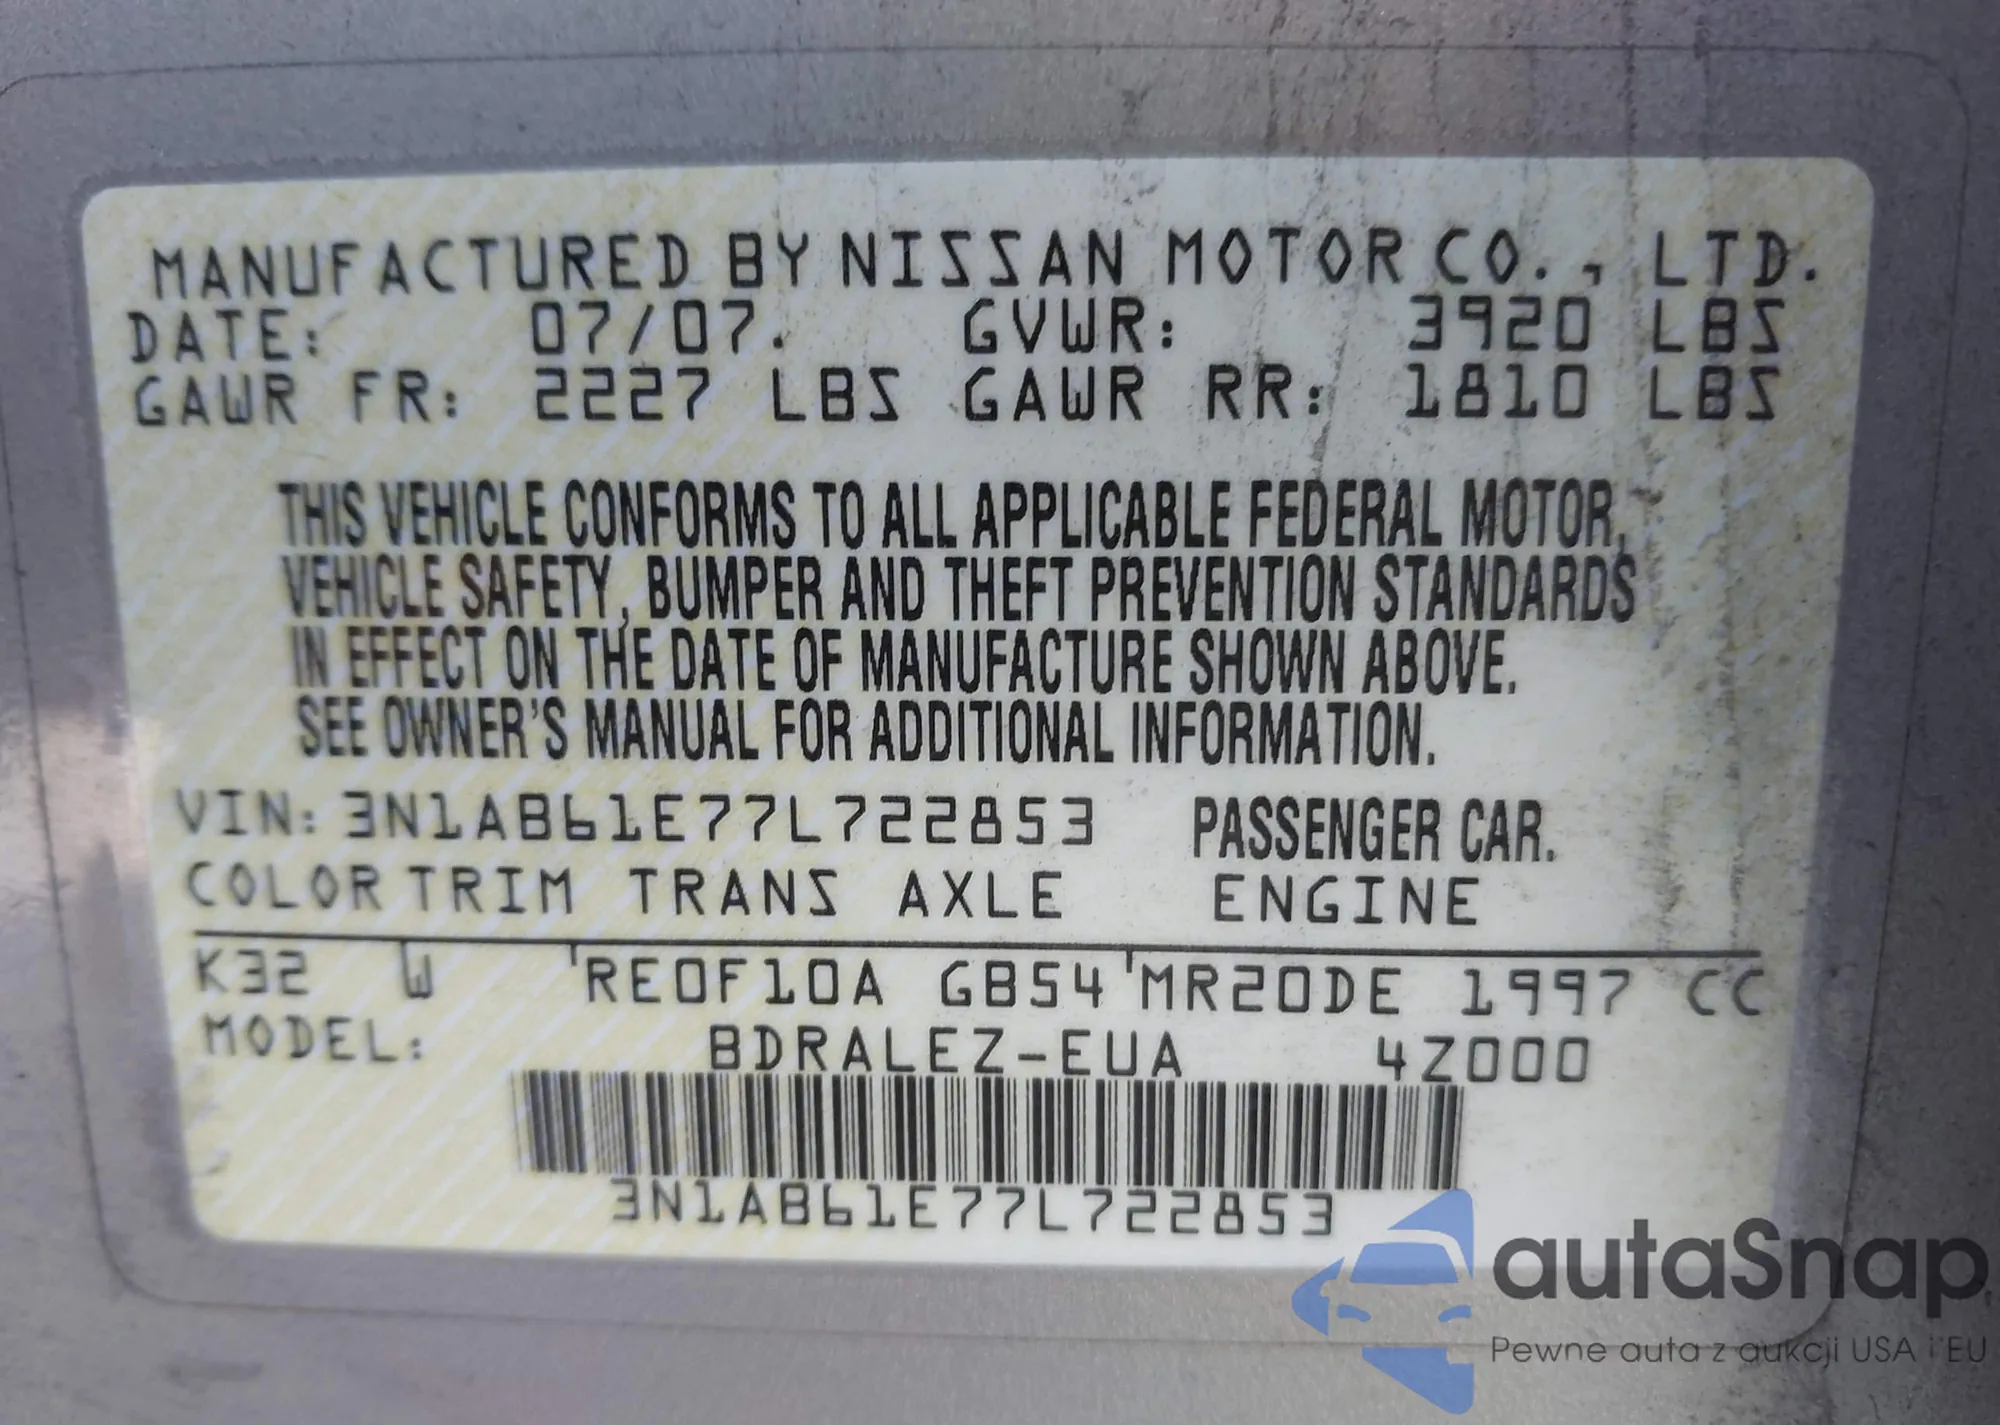 MANUFACTURED BY NISSAN MOTOR CO., LTD.
DATE: 07/07. GVWR: 3920 LBS
GAWR FR: 2227 LBS GAWR RR: 1810 LBS
THIS VEHICLE CONFORMS TO ALL APPLICABLE FEDERAL MOTOR,
VEHICLE SAFETY, BUMPER AND THEFT PREVENTION STANDARDS
IN EFFECT ON THE DATE OF MANUFACTURE SHOWN ABOVE.
SEE OWNER'S MANUAL FOR ADDITIONAL INFORMATION.
VIN: 3N1AB61E77L722853 PASSENGER CAR.
COLOR TRIM TRANS AXLE ENGINE
K32 W 'RE0F10A GB54 'MR20DE 1997 CC
MODEL: BDRALEZ-EUA 4Z000
3N1AB61E77L722853
autaSnap
Pewne auta z aukcji USA i EU